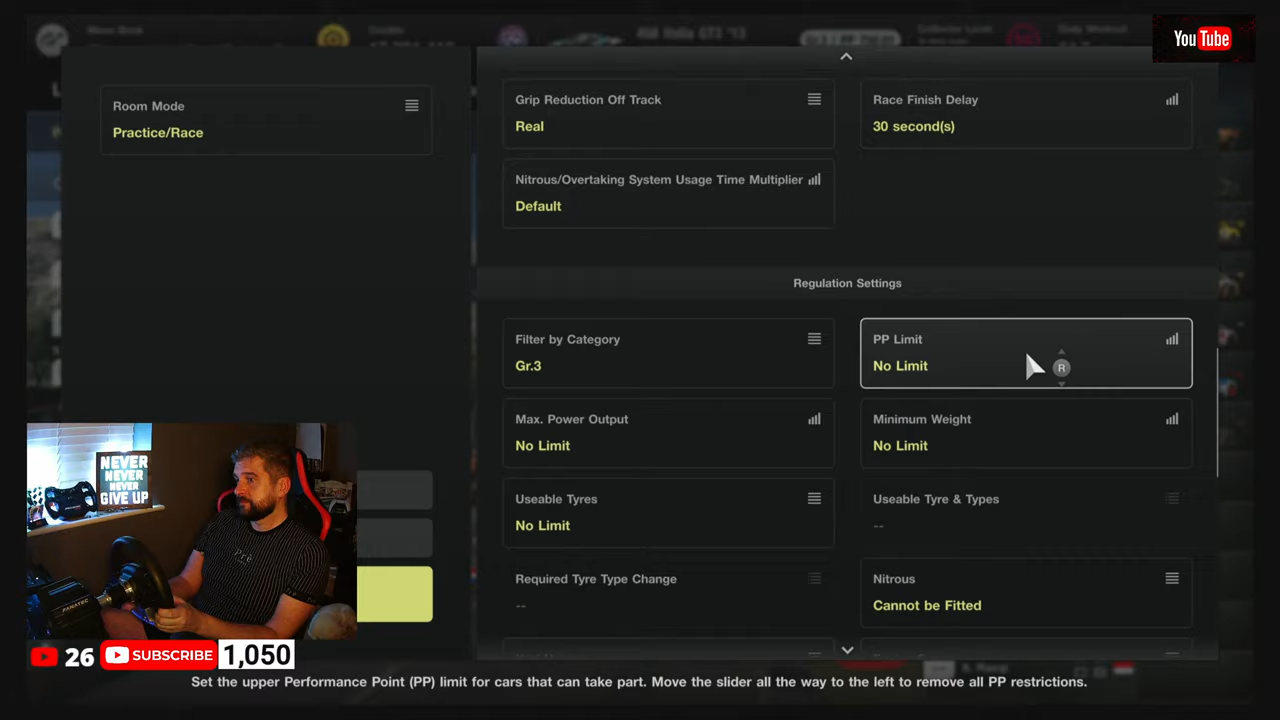 YouTube
Room Mode
Practice/Race
Grip Reduction Off Track
Real
Race Finish Delay
30 second(s)
Nitrous/Overtaking System Usage Time Multiplier
Default
Regulation Settings
Filter by Category
Gr.3
PP Limit
No Limit
R
Max. Power Output
No Limit
Minimum Weight
No Limit
Useable Tyres
No Limit
Useable Tyre & Types
--
Required Tyre Type Change
--
Nitrous
Cannot be Fitted
NEVER
NEVER
NEVER
GIVE UP
Pré
FANATEC
26
SUBSCRIBE
1,050
Set the upper Performance Point (PP) limit for cars that can take part. Move the slider all the way to the left to remove all PP restrictions.